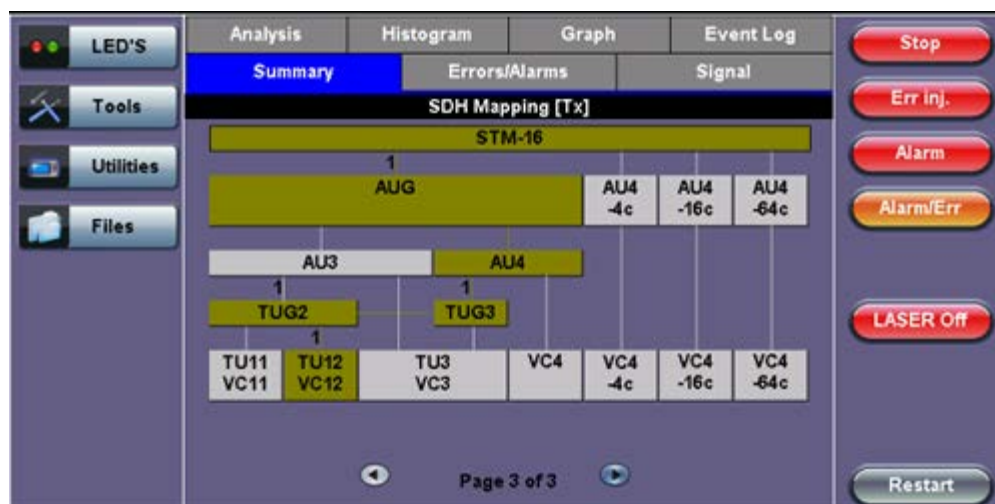 LED'S
Tools
Utilities
Files
Analysis Histogram Graph Event Log
Summary Errors/Alarms Signal
SDH Mapping [Tx]
STM-16
1
AUG AU4 -4c AU4 -16c AU4 -64c
AU3 AU4
1 1
TUG2 TUG3
1
TU11 TU12 TU3 VC4 VC4 VC4 VC4
VC11 VC12 VC3 -4c -16c -64c
Page 3 of 3
Stop
Err inj.
Alarm
Alarm/Err
LASER Off
Restart